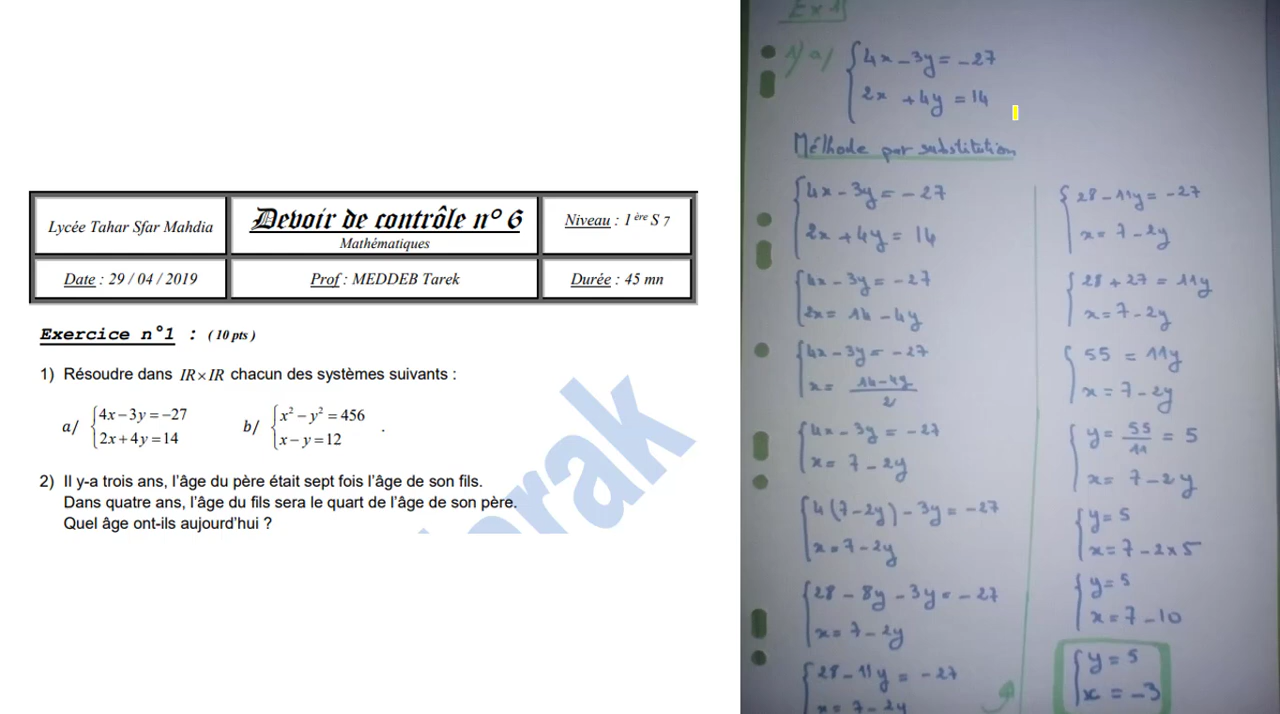 Lycée Tahar Sfar Mahdia
Devoir de contrôle n° 6
Mathématiques
Niveau : 1 ère S 7
Date : 29 / 04 / 2019
Prof : MEDDEB Tarek
Durée : 45 mn
Exercice n°1 : ( 10 pts )
1) Résoudre dans IR×IR chacun des systèmes suivants :
a/ {4x−3y=−27
2x+4y=14
b/ {x²−y²=456
x−y=12 .
2) Il y-a trois ans, l'âge du père était sept fois l'âge de son fils.
Dans quatre ans, l'âge du fils sera le quart de l'âge de son père.
Quel âge ont-ils aujourd'hui ?
arak
Ex 1
1) a/ {4x - 3y = -27
2x + 4y = 14
Méthode par substitution
{4x - 3y = -27
2x + 4y = 14
{4x - 3y = -27
2x = 14 - 4y
{4x - 3y = -27
x = (14-4y)/2
{4x - 3y = -27
x = 7 - 2y
{4(7-2y) - 3y = -27
x = 7 - 2y
{28 - 8y - 3y = -27
x = 7 - 2y
{28 - 11y = -27
x = 7 - 2y
{28 - 11y = -27
x = 7 - 2y
{28 + 27 = 11y
x = 7 - 2y
{55 = 11y
x = 7 - 2y
{y = 55/11 = 5
x = 7 - 2y
{y = 5
x = 7 - 2×5
{y = 5
x = 7 - 10
{y = 5
x = -3